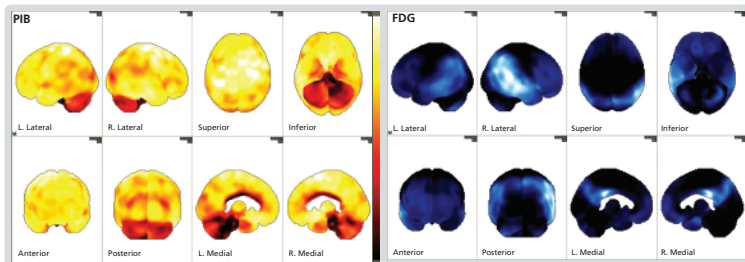 PIB
L. Lateral R. Lateral Superior Inferior
Anterior Posterior L. Medial R. Medial
FDG
L. Lateral R. Lateral Superior Inferior
Anterior Posterior L. Medial R. Medial